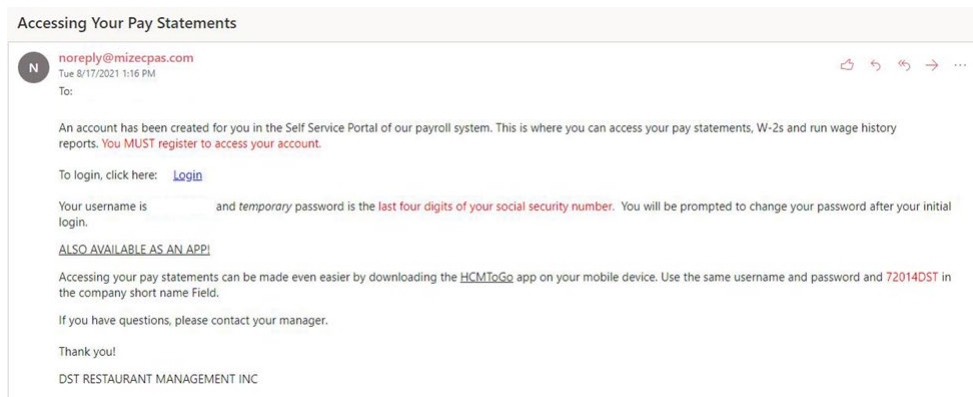 Accessing Your Pay Statements
N
noreply@mizecpas.com
Tue 8/17/2021 1:16 PM
To:
An account has been created for you in the Self Service Portal of our payroll system. This is where you can access your pay statements, W-2s and run wage history
reports. You MUST register to access your account.
To login, click here: Login
Your username is and temporary password is the last four digits of your social security number. You will be prompted to change your password after your initial
login.
ALSO AVAILABLE AS AN APP!
Accessing your pay statements can be made even easier by downloading the HCMToGo app on your mobile device. Use the same username and password and 72014DST in
the company short name Field.
If you have questions, please contact your manager.
Thank you!
DST RESTAURANT MANAGEMENT INC